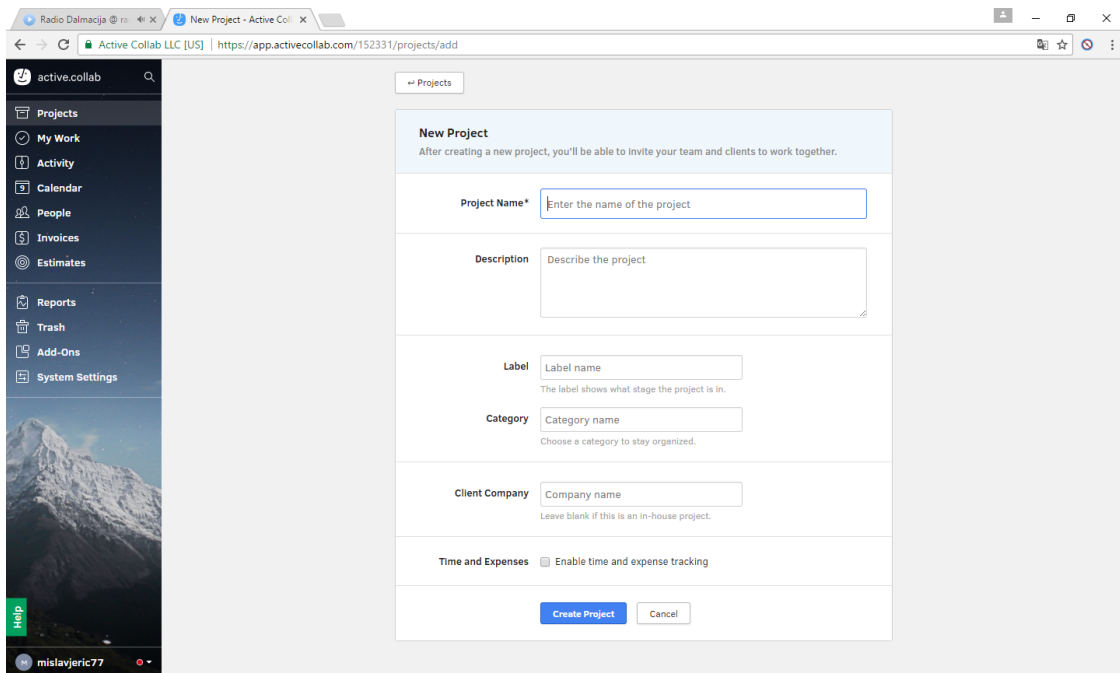 Radio Dalmacija @ ra
New Project - Active Coll
Active Collab LLC [US] | https://app.activecollab.com/152331/projects/add
active.collab
Projects
My Work
Activity
9 Calendar
People
Invoices
Estimates
Reports
Trash
Add-Ons
System Settings
Help
M mislavjeric77
↩ Projects
New Project
After creating a new project, you'll be able to invite your team and clients to work together.
Project Name* Enter the name of the project
Description Describe the project
Label Label name
The label shows what stage the project is in.
Category Category name
Choose a category to stay organized.
Client Company Company name
Leave blank if this is an in-house project.
Time and Expenses Enable time and expense tracking
Create Project Cancel